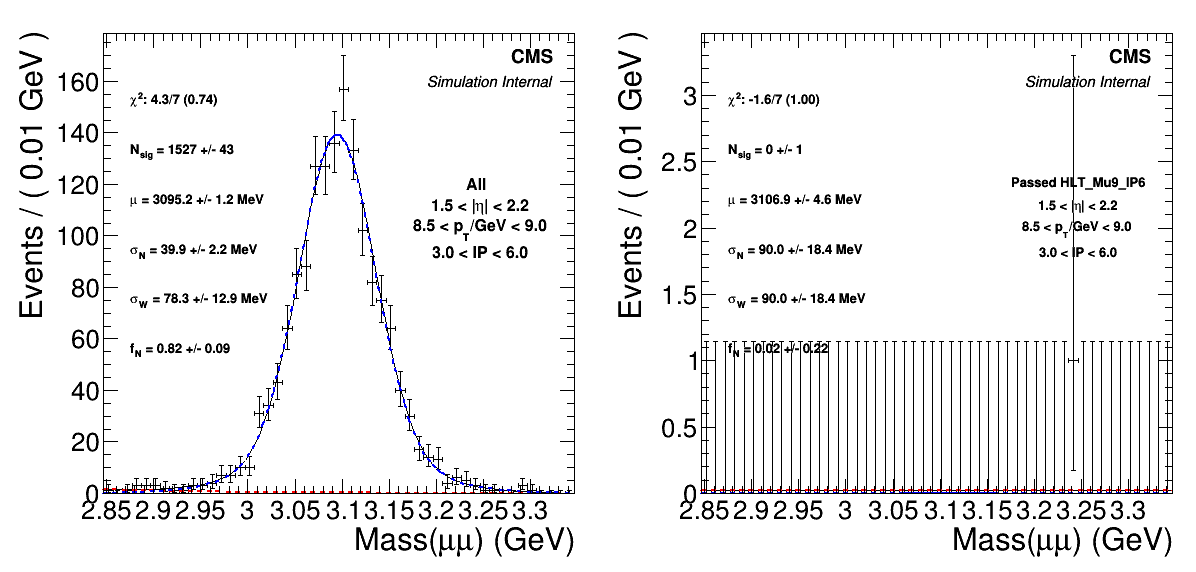 CMS
Simulation Internal
χ²: 4.3/7 (0.74)
N_sig = 1527 +/- 43
μ = 3095.2 +/- 1.2 MeV
σ_N = 39.9 +/- 2.2 MeV
σ_W = 78.3 +/- 12.9 MeV
f_N = 0.82 +/- 0.09
All
1.5 < |η| < 2.2
8.5 < p_T/GeV < 9.0
3.0 < IP < 6.0
Events / ( 0.01 GeV )
160
140
120
100
80
60
40
20
0
2.85 2.9 2.95 3 3.05 3.1 3.15 3.2 3.25 3.3
Mass(μμ) (GeV)
CMS
Simulation Internal
χ²: -1.6/7 (1.00)
N_sig = 0 +/- 1
μ = 3106.9 +/- 4.6 MeV
σ_N = 90.0 +/- 18.4 MeV
σ_W = 90.0 +/- 18.4 MeV
f_N = 0.02 +/- 0.22
Passed HLT_Mu9_IP6
1.5 < |η| < 2.2
8.5 < p_T/GeV < 9.0
3.0 < IP < 6.0
Events / ( 0.01 GeV )
3
2.5
2
1.5
1
0.5
0
2.85 2.9 2.95 3 3.05 3.1 3.15 3.2 3.25 3.3
Mass(μμ) (GeV)